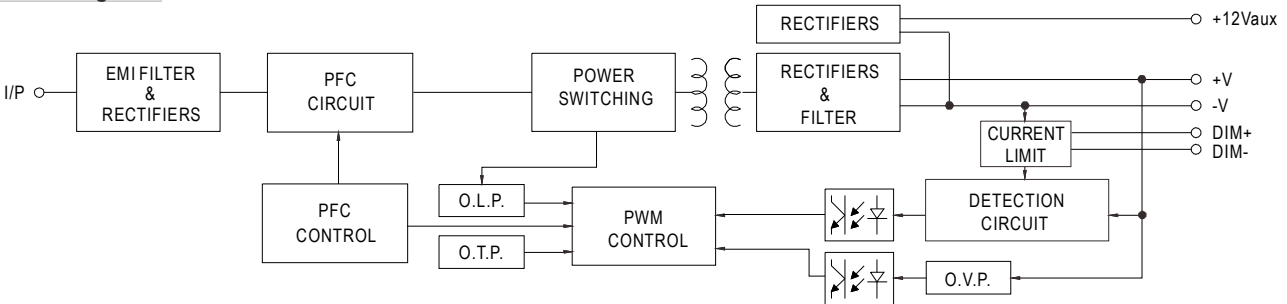 RECTIFIERS
+12Vaux
I/P
EMI FILTER
&
RECTIFIERS
PFC
CIRCUIT
POWER
SWITCHING
RECTIFIERS
&
FILTER
+V
-V
CURRENT
LIMIT
DIM+
DIM-
PFC
CONTROL
O.L.P.
O.T.P.
PWM
CONTROL
DETECTION
CIRCUIT
O.V.P.